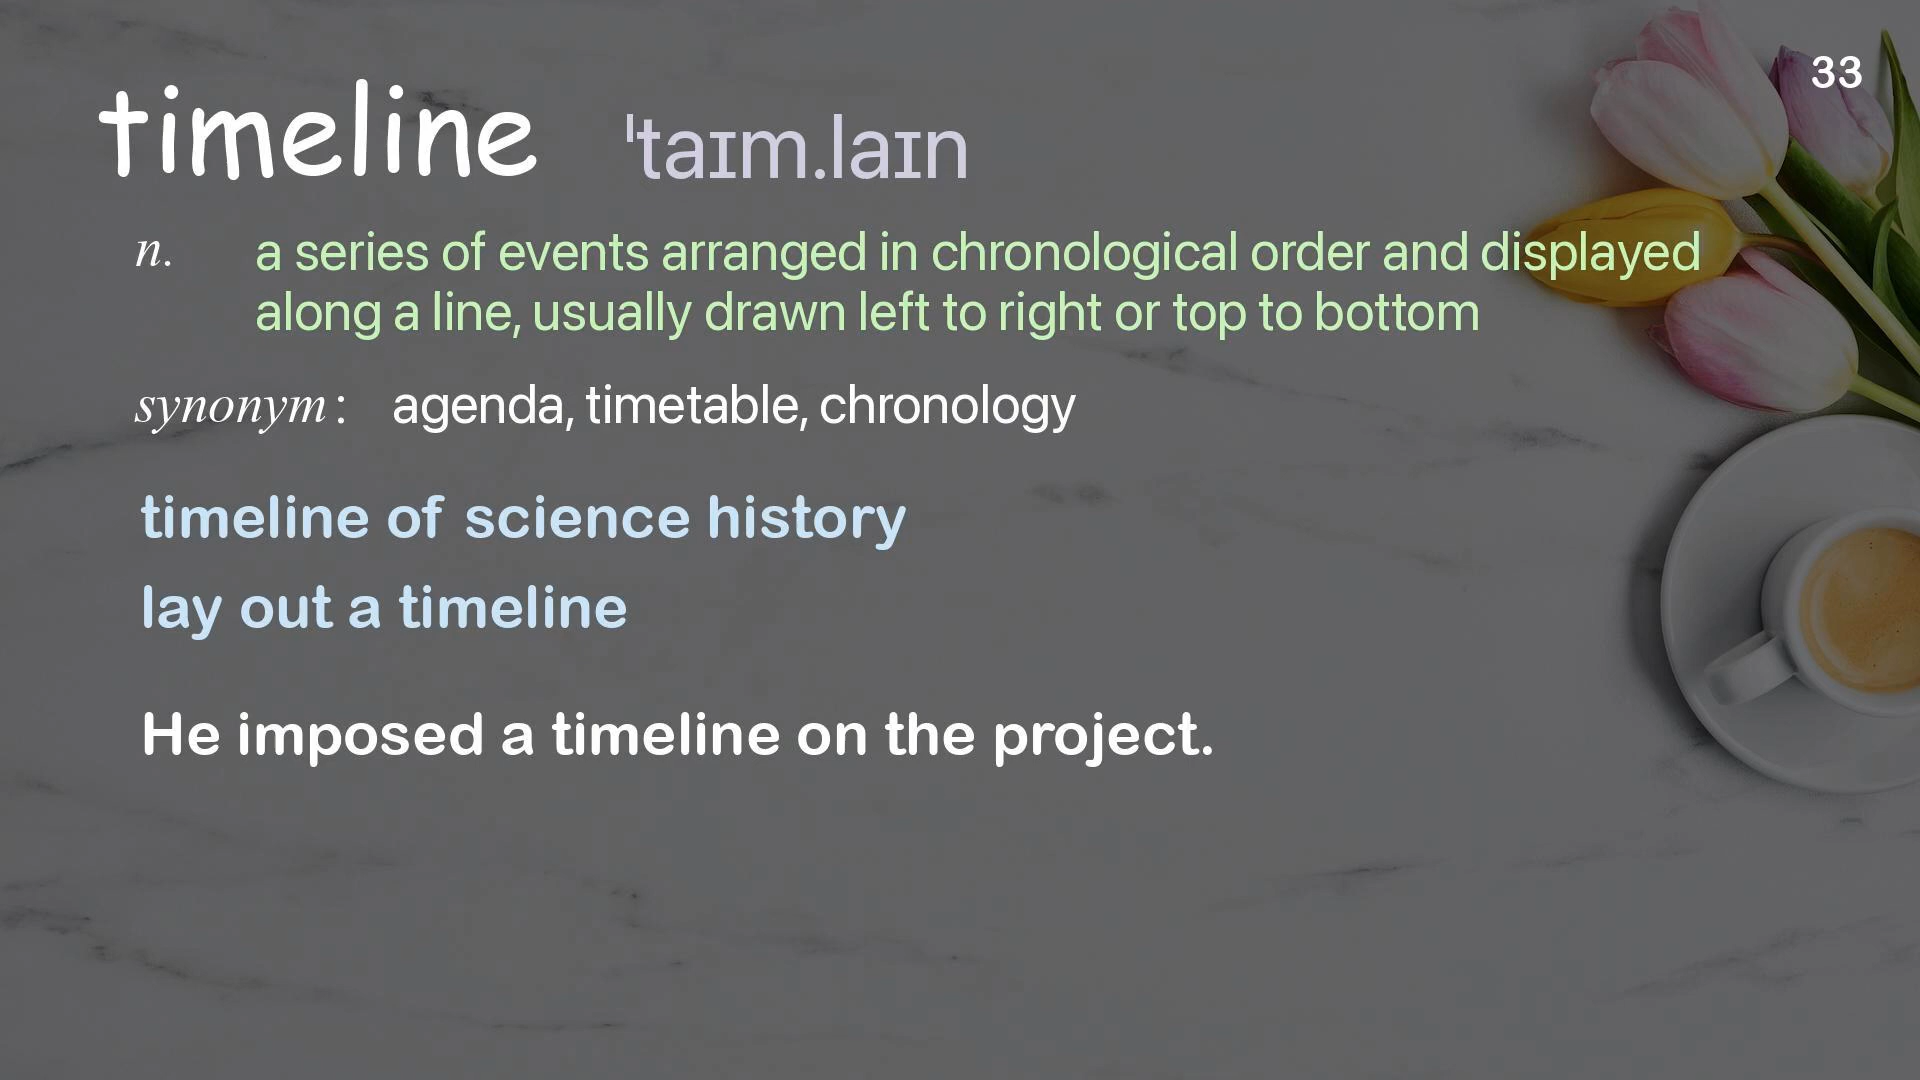 33
timeline ˈtaɪm.laɪn
n. a series of events arranged in chronological order and displayed
along a line, usually drawn left to right or top to bottom
synonym: agenda, timetable, chronology
timeline of science history
lay out a timeline
He imposed a timeline on the project.